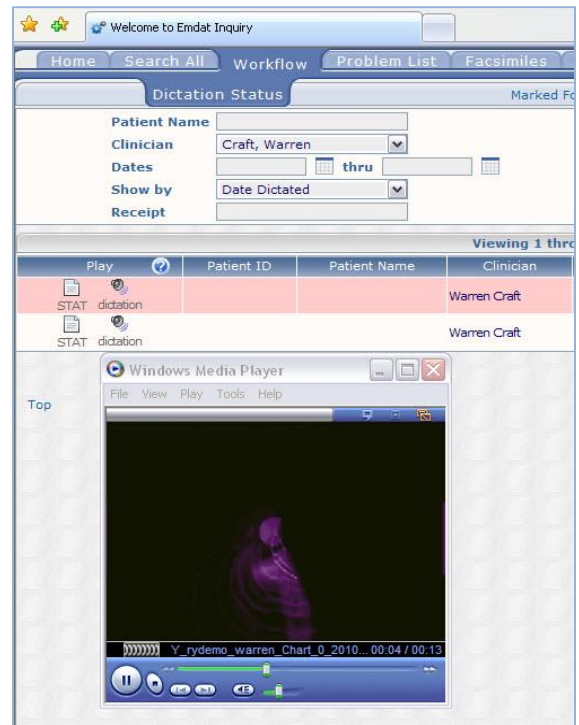 Welcome to Emdat Inquiry
Home Search All Workflow Problem List Facsimiles
Dictation Status Marked Fo
Patient Name
Clinician Craft, Warren
Dates thru
Show by Date Dictated
Receipt
Viewing 1 thro
Play ? Patient ID Patient Name Clinician
STAT dictation Warren Craft
STAT dictation Warren Craft
Top
Windows Media Player
File View Play Tools Help
Y_rydemo_warren_Chart_0_2010... 00:04 / 00:13